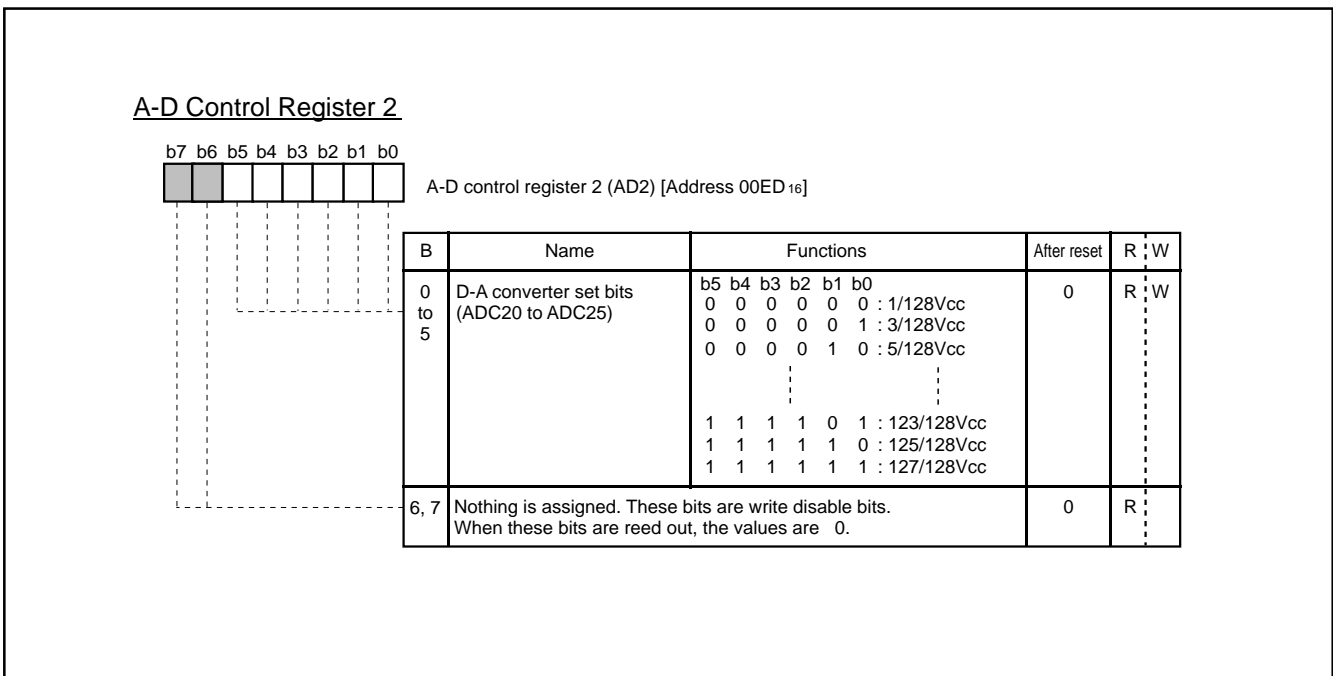 A-D Control Register 2
b7 b6 b5 b4 b3 b2 b1 b0
A-D control register 2 (AD2) [Address 00ED16]
B Name Functions After reset R W
0 to 5 D-A converter set bits (ADC20 to ADC25) 0 R W
b5 b4 b3 b2 b1 b0
0 0 0 0 0 0 : 1/128Vcc
0 0 0 0 0 1 : 3/128Vcc
0 0 0 0 1 0 : 5/128Vcc
1 1 1 1 0 1 : 123/128Vcc
1 1 1 1 1 0 : 125/128Vcc
1 1 1 1 1 1 : 127/128Vcc
6, 7 Nothing is assigned. These bits are write disable bits. 0 R
When these bits are reed out, the values are 0.